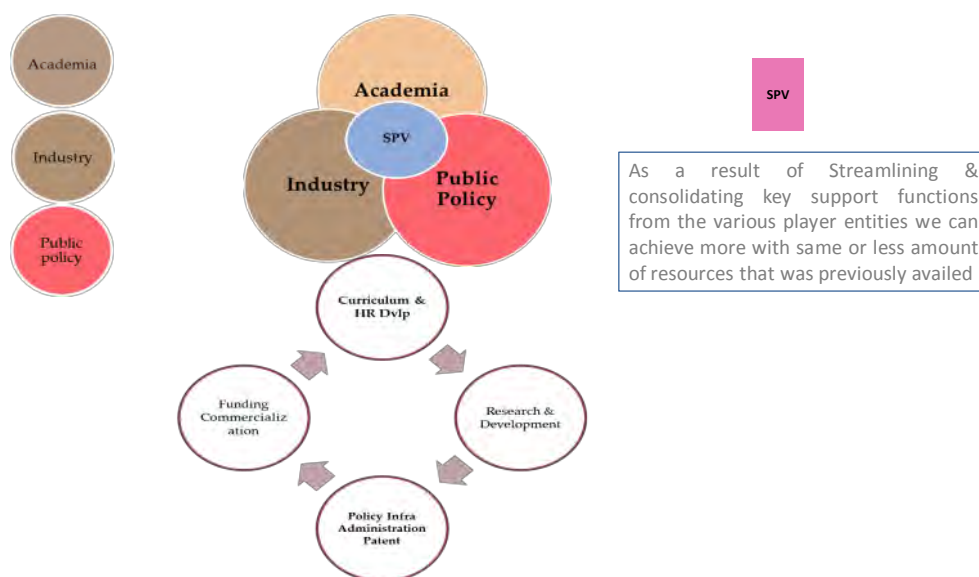 Academia
Industry
Public
policy
Academia
SPV
Industry
Public
Policy
SPV
As a result of Streamlining &
consolidating key support functions
from the various player entities we can
achieve more with same or less amount
of resources that was previously availed
Curriculum &
HR Dvlp
Funding
Commercializ
ation
Research &
Development
Policy Infra
Administration
Patent